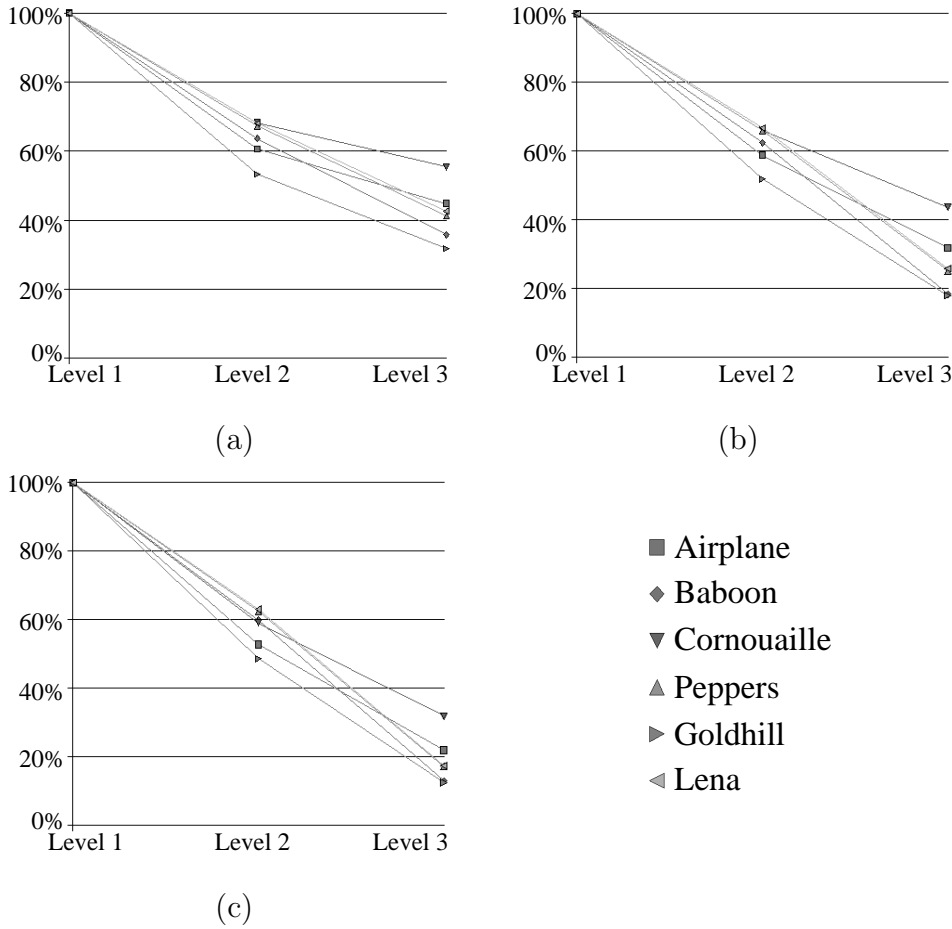 100%
80%
60%
40%
20%
0%
Level 1 Level 2 Level 3
(a)
100%
80%
60%
40%
20%
0%
Level 1 Level 2 Level 3
(b)
100%
80%
60%
40%
20%
0%
Level 1 Level 2 Level 3
(c)
Airplane
Baboon
Cornouaille
Peppers
Goldhill
Lena